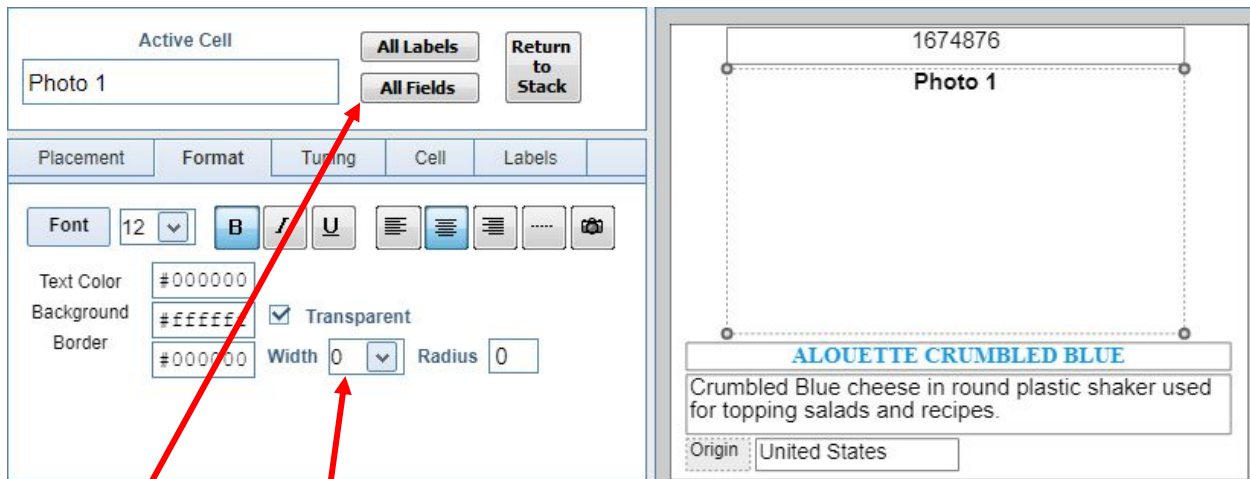 Active Cell
Photo 1
All Labels
All Fields
Return
to
Stack
Placement Format Tuning Cell Labels
Font 12 B I U
Text Color #000000
Background #ffffff Transparent
Border #000000 Width 0 Radius 0
1674876
Photo 1
ALOUETTE CRUMBLED BLUE
Crumbled Blue cheese in round plastic shaker used
for topping salads and recipes.
Origin United States